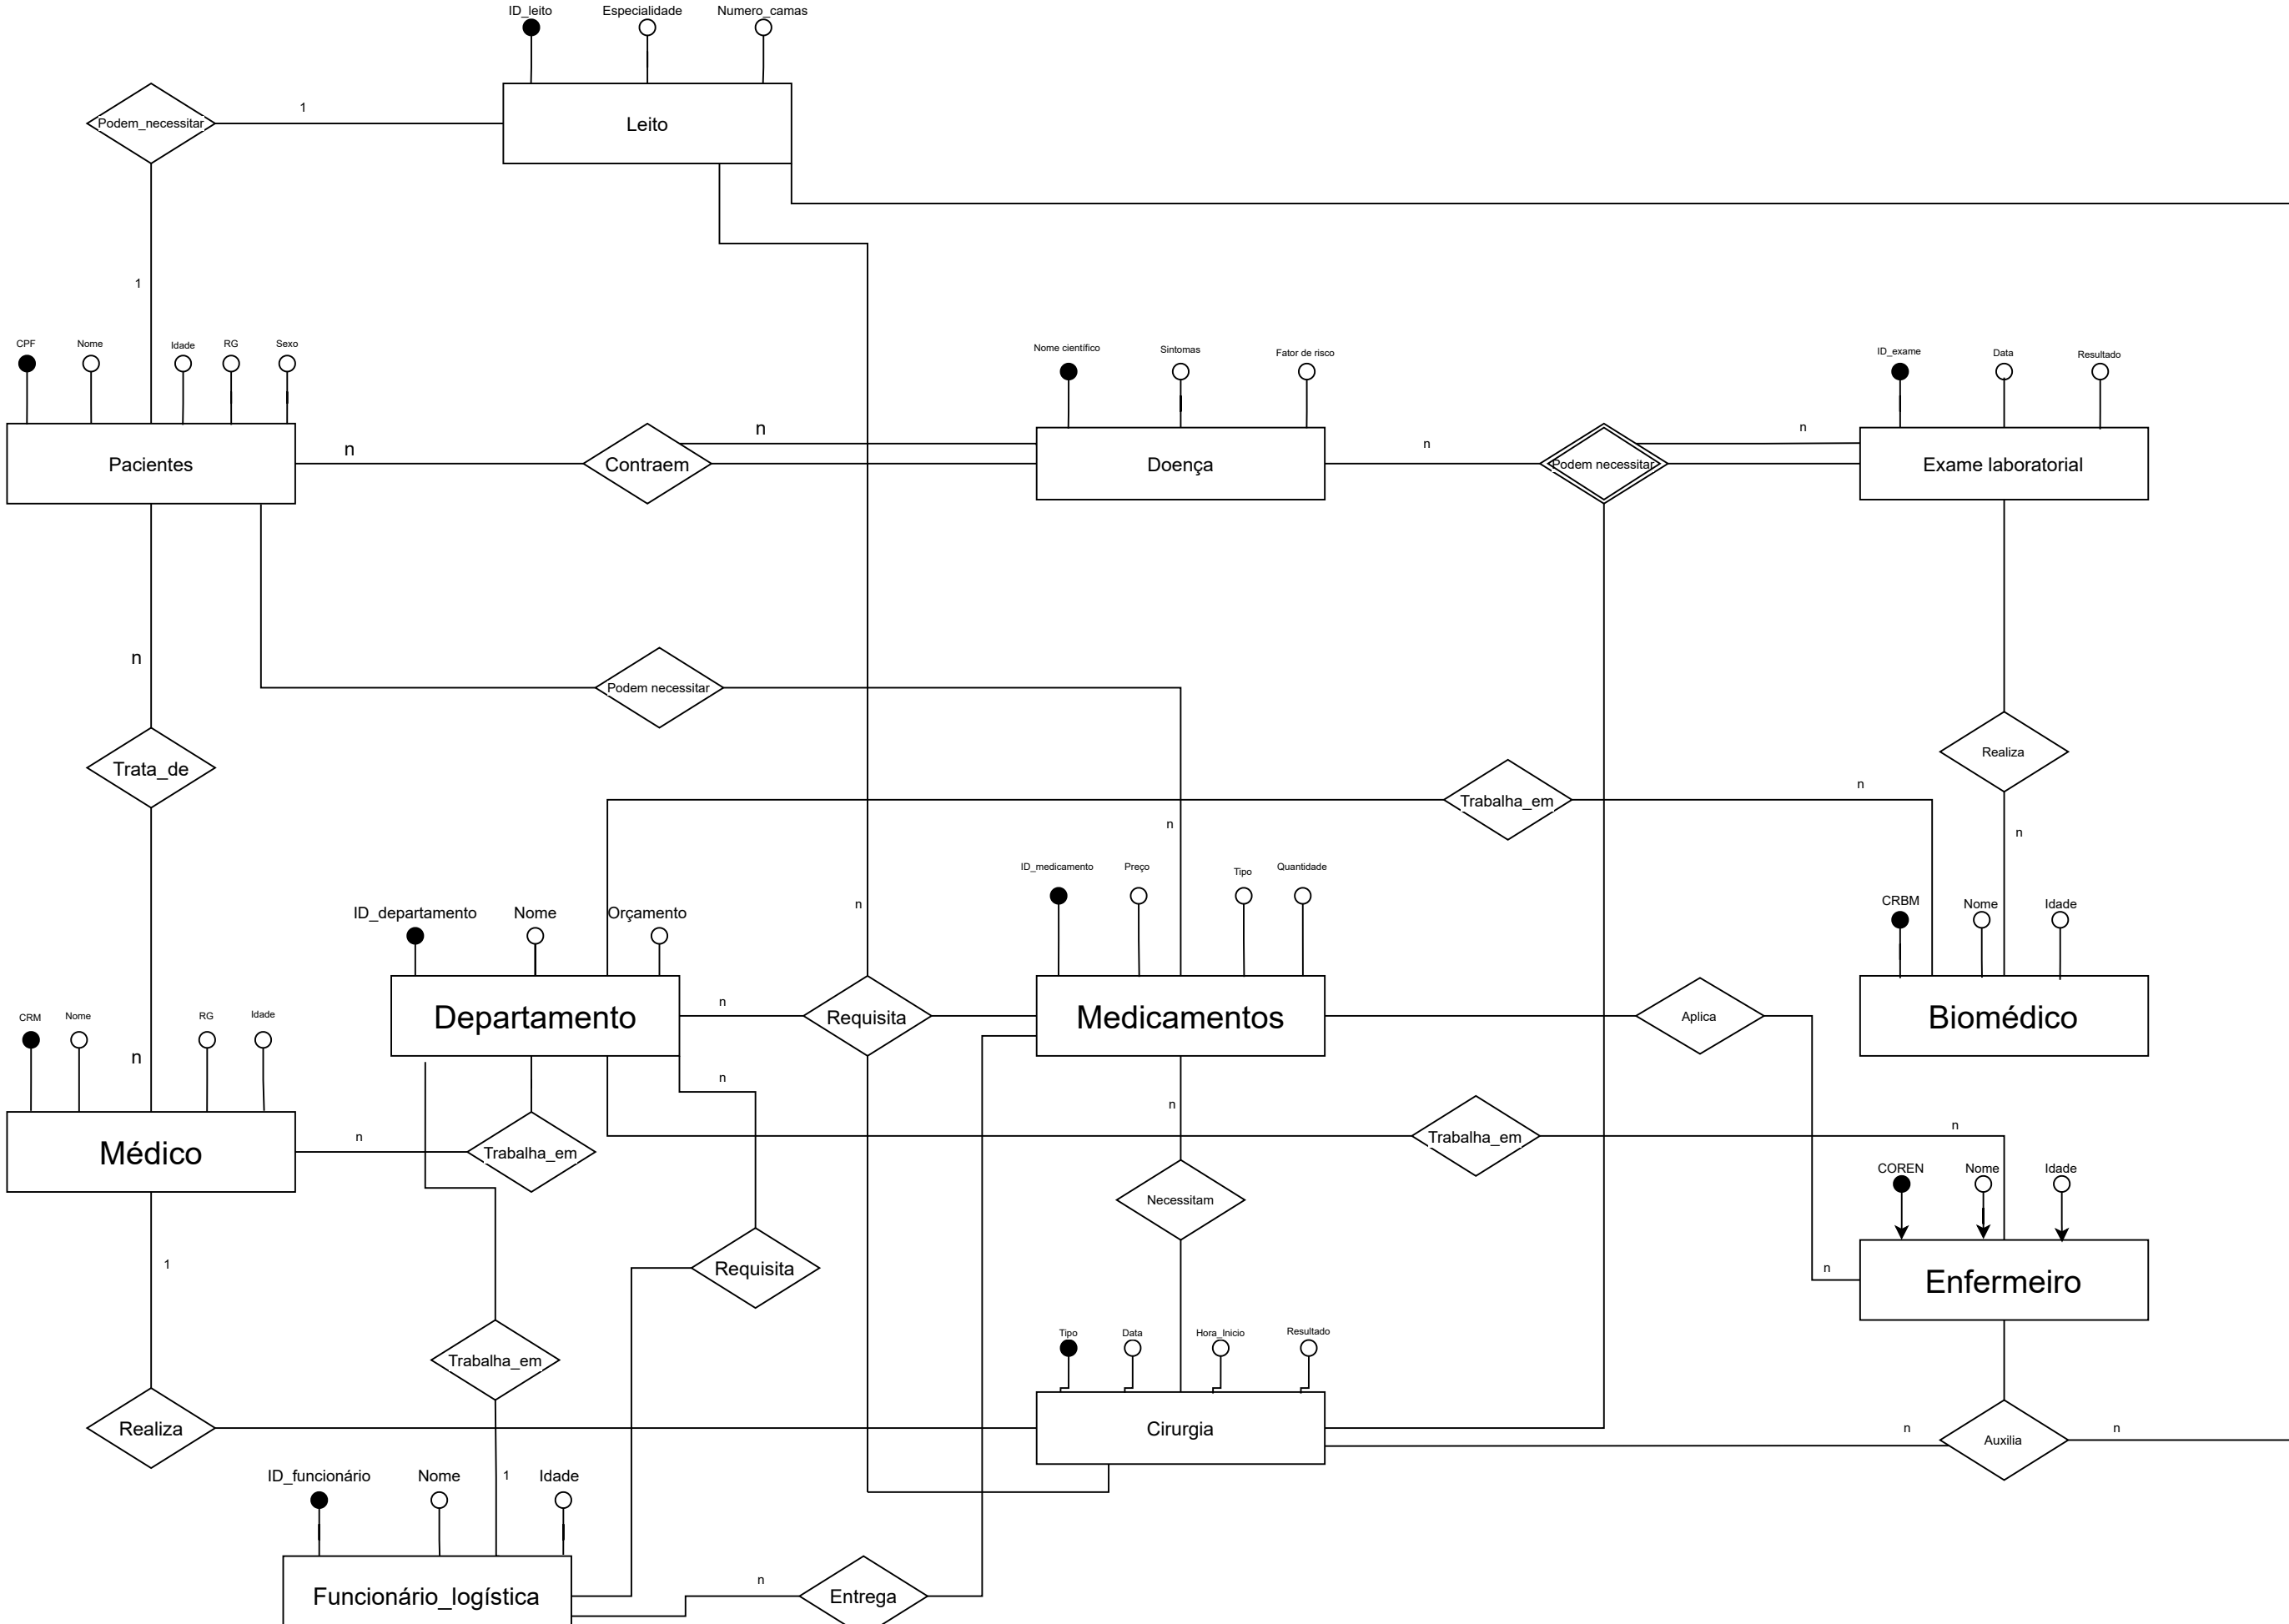 ID_leito
Especialidade
Numero_camas
Podem_necessitar
1
Leito
1
CPF
Nome
Idade
RG
Sexo
Nome científico
Sintomas
Fator de risco
ID_exame
Data
Resultado
Pacientes
n
Contraem
n
Doença
n
Podem necessitar
n
Exame laboratorial
n
Podem necessitar
Trata_de
Realiza
Trabalha_em
n
n
n
ID_medicamento
Preço
Tipo
Quantidade
ID_departamento
Nome
Orçamento
n
CRBM
Nome
Idade
Departamento
n
Requisita
Medicamentos
Aplica
Biomédico
CRM
Nome
RG
Idade
n
n
n
Médico
n
Trabalha_em
Trabalha_em
n
Necessitam
COREN
Nome
Idade
1
Requisita
n
Enfermeiro
Trabalha_em
Tipo
Data
Hora_Inicio
Resultado
Realiza
Cirurgia
n
Auxilia
n
ID_funcionário
Nome
1
Idade
Funcionário_logística
n
Entrega